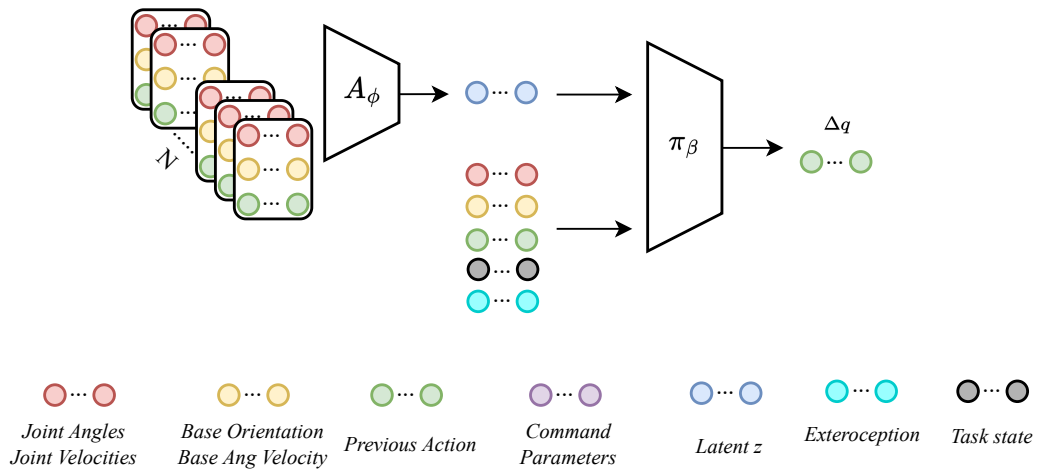 N
A_ϕ
π_β
Δq
Joint Angles
Joint Velocities
Base Orientation
Base Ang Velocity
Previous Action
Command
Parameters
Latent z
Exteroception
Task state